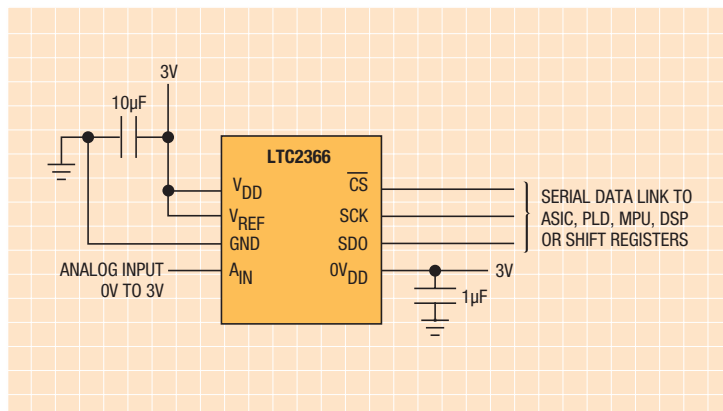 3V
10µF
LTC2366
VDD
VREF
GND
AIN
CS
SCK
SDO
0VDD
ANALOG INPUT
0V TO 3V
SERIAL DATA LINK TO
ASIC, PLD, MPU, DSP
OR SHIFT REGISTERS
3V
1µF